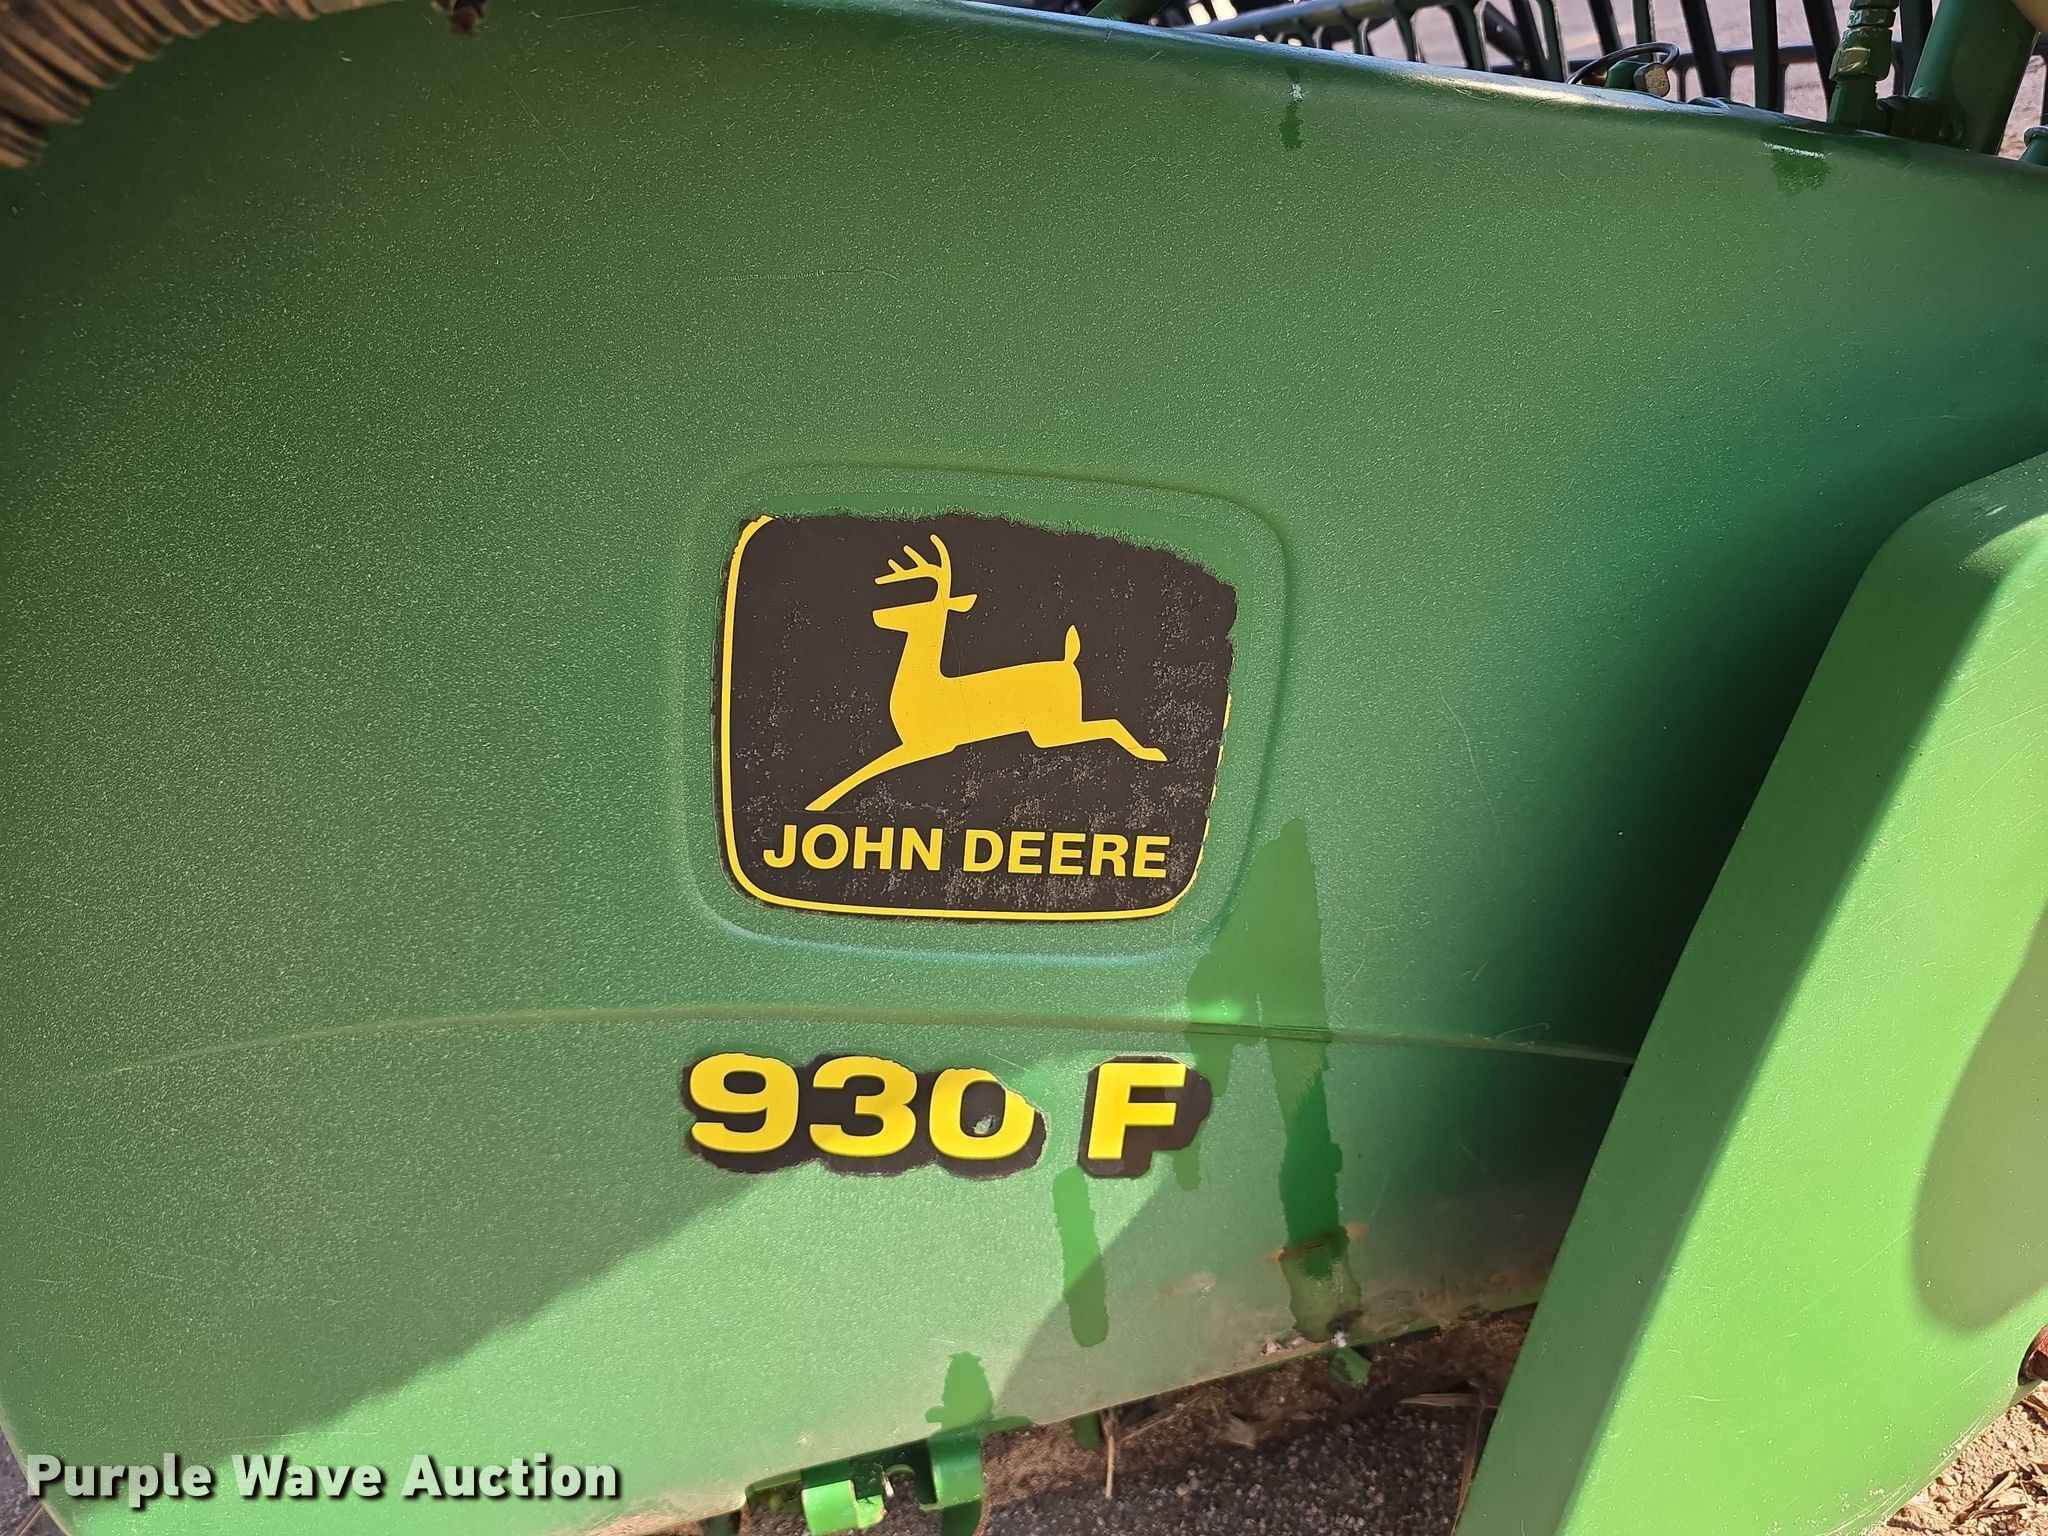 JOHN DEERE
930 F
Purple Wave Auction